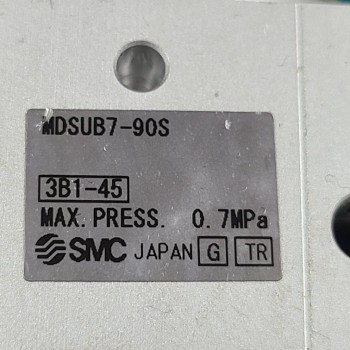 MDSUB7-90S
3B1-45
MAX. PRESS. 0.7MPa
SMC JAPAN G TR